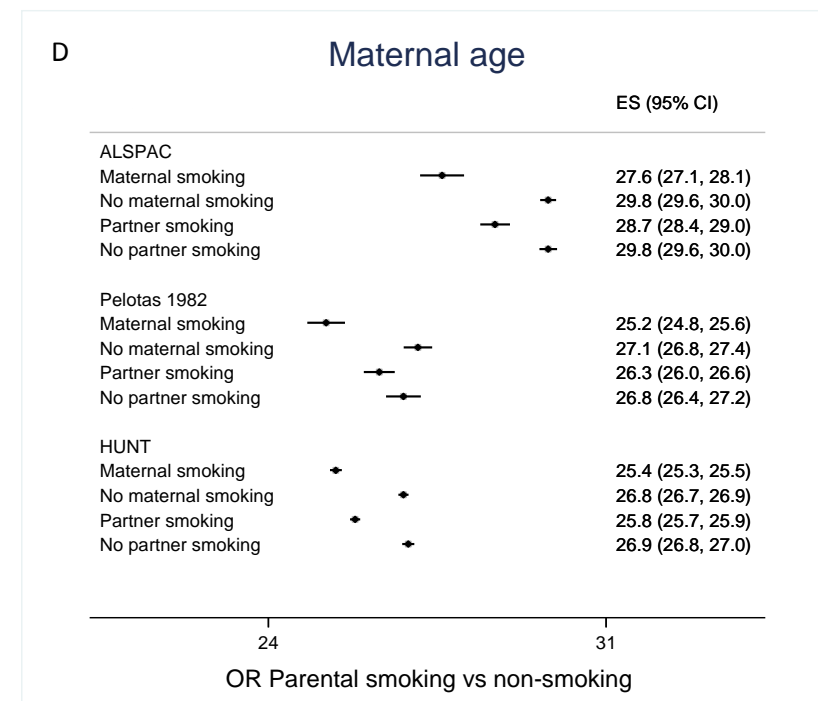 D
Maternal age
ES (95% CI)
ALSPAC
Maternal smoking 27.6 (27.1, 28.1)
No maternal smoking 29.8 (29.6, 30.0)
Partner smoking 28.7 (28.4, 29.0)
No partner smoking 29.8 (29.6, 30.0)
Pelotas 1982
Maternal smoking 25.2 (24.8, 25.6)
No maternal smoking 27.1 (26.8, 27.4)
Partner smoking 26.3 (26.0, 26.6)
No partner smoking 26.8 (26.4, 27.2)
HUNT
Maternal smoking 25.4 (25.3, 25.5)
No maternal smoking 26.8 (26.7, 26.9)
Partner smoking 25.8 (25.7, 25.9)
No partner smoking 26.9 (26.8, 27.0)
24 31
OR Parental smoking vs non-smoking